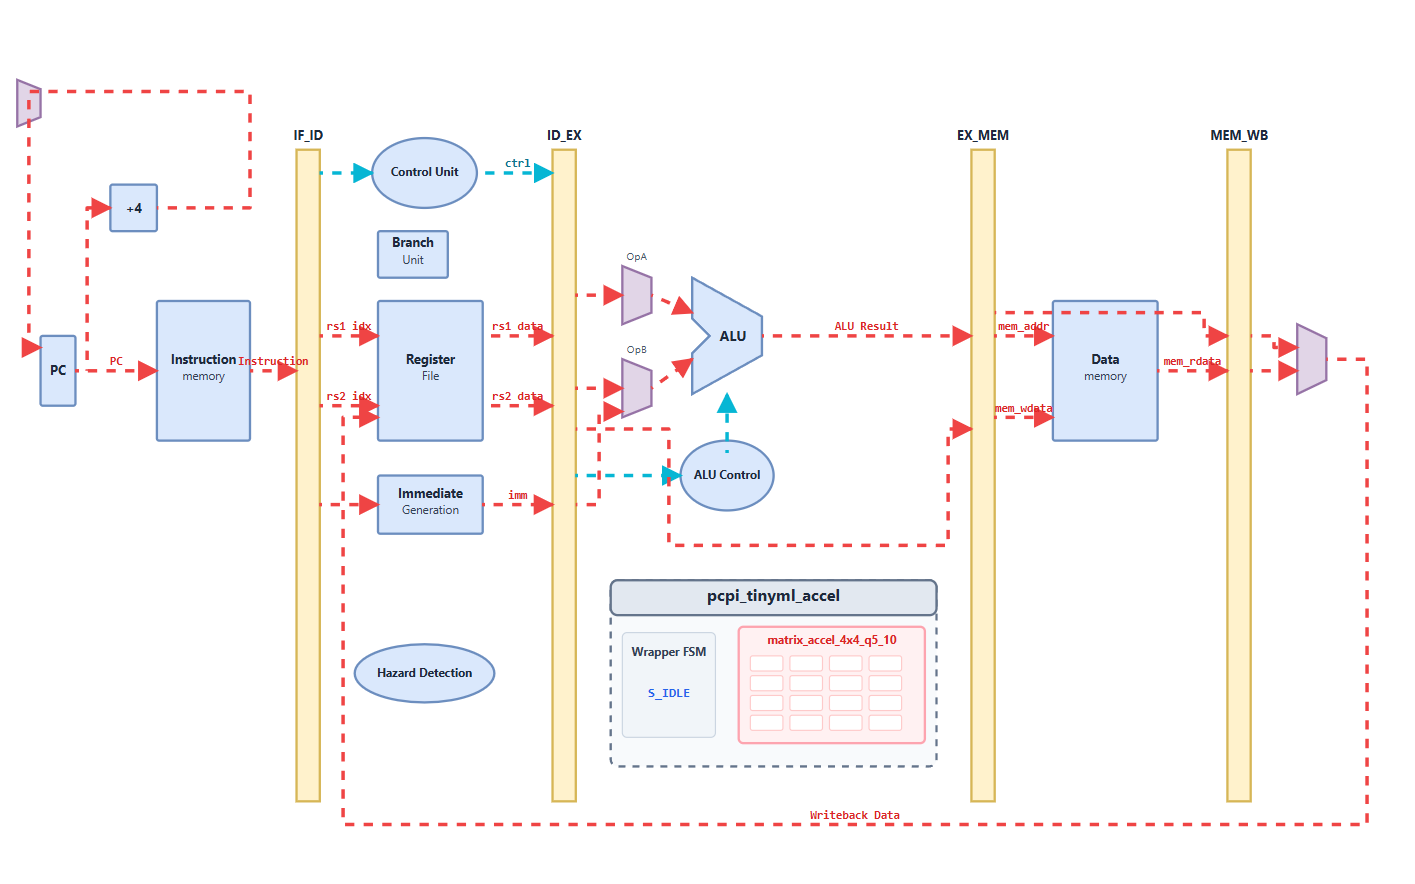 IF_ID
ID_EX
EX_MEM
MEM_WB
Control Unit
ctrl
+4
Branch
Unit
OpA
rs1 idx
rs1 data
ALU
ALU Result
mem_addr
OpB
PC
PC
Instruction
memory
Instruction
Register
File
Data
memory
mem_rdata
rs2 idx
rs2 data
mem_wdata
ALU Control
Immediate
Generation
imm
pcpi_tinyml_accel
Wrapper FSM
S_IDLE
matrix_accel_4x4_q5_10
Hazard Detection
Writeback Data